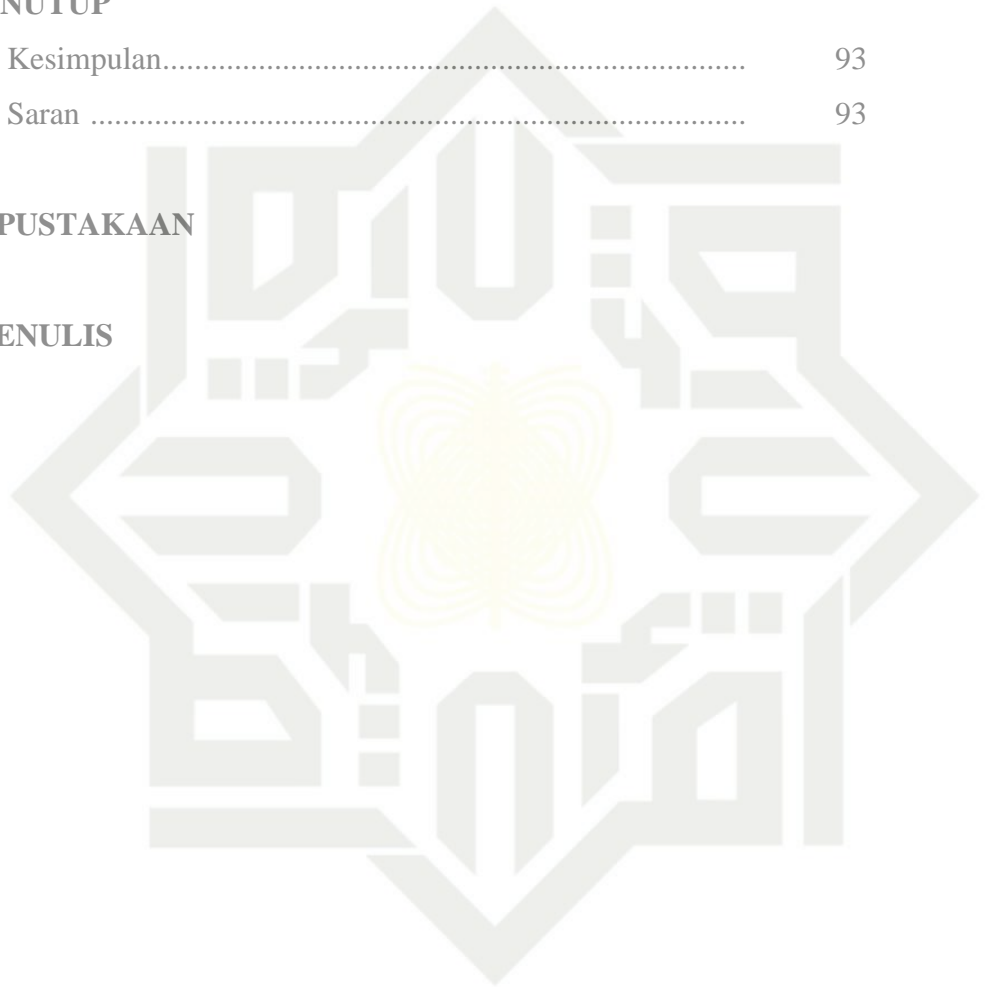 NUTUP
Kesimpulan........................................................................ 93
Saran ................................................................................. 93
PUSTAKAAN
ENULIS